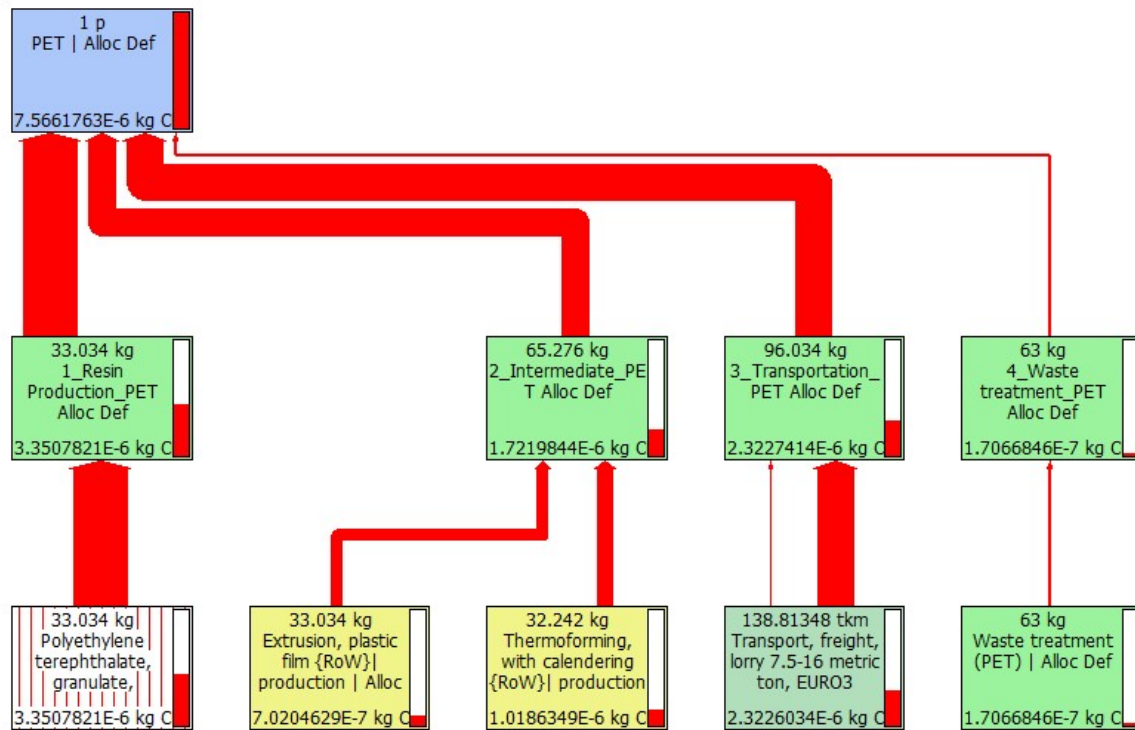 1 p
PET | Alloc Def
7.5661763E-6 kg C
33.034 kg
1_Resin
Production_PET
Alloc Def
3.3507821E-6 kg C
65.276 kg
2_Intermediate_PE
T Alloc Def
1.7219844E-6 kg C
96.034 kg
3_Transportation_
PET Alloc Def
2.3227414E-6 kg C
63 kg
4_Waste
treatment_PET
Alloc Def
1.7066846E-7 kg C
33.034 kg
Polyethylene
terephthalate,
granulate,
3.3507821E-6 kg C
33.034 kg
Extrusion, plastic
film {RoW}|
production | Alloc
7.0204629E-7 kg C
32.242 kg
Thermoforming,
with calendering
{RoW}| production
1.0186349E-6 kg C
138.81348 tkm
Transport, freight,
lorry 7.5-16 metric
ton, EURO3
2.3226034E-6 kg C
63 kg
Waste treatment
(PET) | Alloc Def
1.7066846E-7 kg C